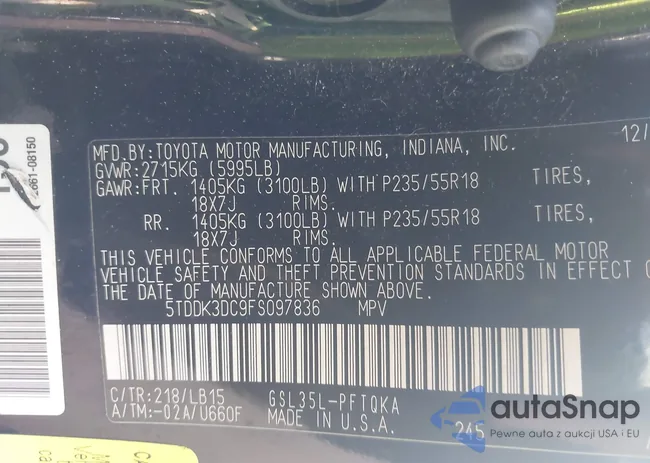 MFD.BY:TOYOTA MOTOR MANUFACTURING, INDIANA, INC. 12/
GVWR:2715KG (5995LB)
GAWR:FRT. 1405KG (3100LB) WITH P235/55R18 TIRES,
18X7J RIMS.
RR. 1405KG (3100LB) WITH P235/55R18 TIRES,
18X7J RIMS.
THIS VEHICLE CONFORMS TO ALL APPLICABLE FEDERAL MOTOR
VEHICLE SAFETY AND THEFT PREVENTION STANDARDS IN EFFECT
THE DATE OF MANUFACTURE SHOWN ABOVE.
5TDDK3DC9FS097836 MPV
C/TR:218/LB15 GSL35L-PFTQKA
A/TM:-02A/U660F MADE IN U.S.A. 245
661-08150
autoSnap
Pewne auta z aukcji USA i EU